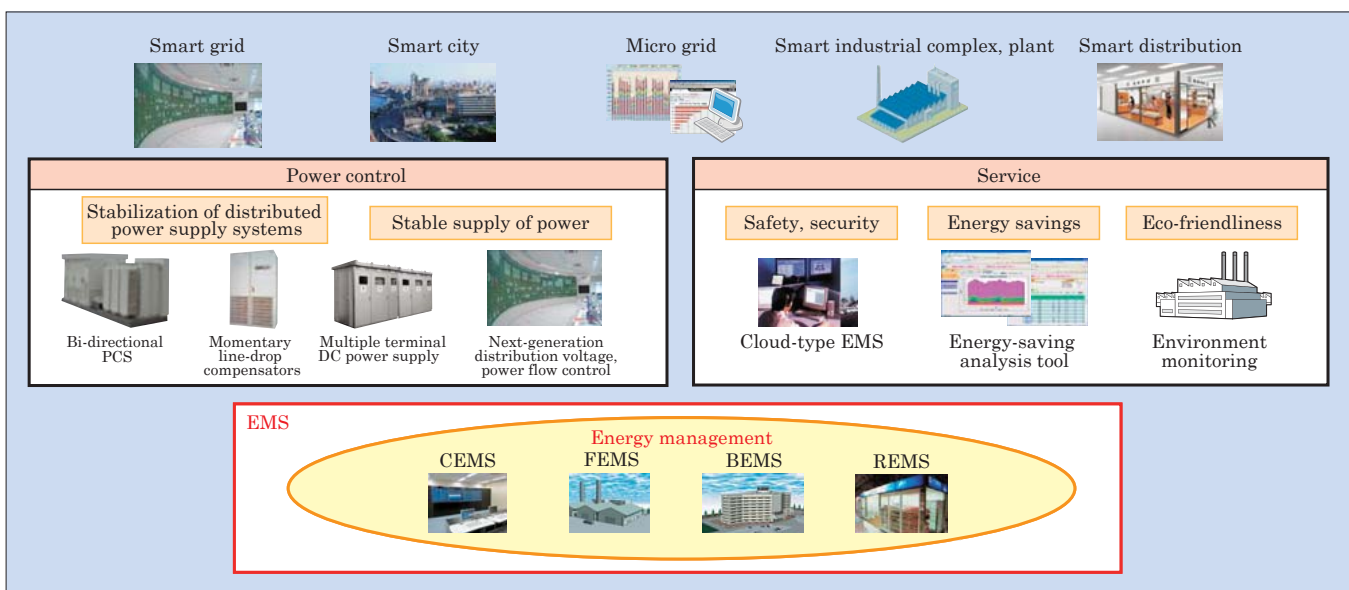 Smart grid
Smart city
Micro grid
Smart industrial complex, plant
Smart distribution
Power control
Stabilization of distributed
power supply systems
Stable supply of power
Bi-directional
PCS
Momentary
line-drop
compensators
Multiple terminal
DC power supply
Next-generation
distribution voltage,
power flow control
Service
Safety, security
Energy savings
Eco-friendliness
Cloud-type EMS
Energy-saving
analysis tool
Environment
monitoring
EMS
Energy management
CEMS
FEMS
BEMS
REMS